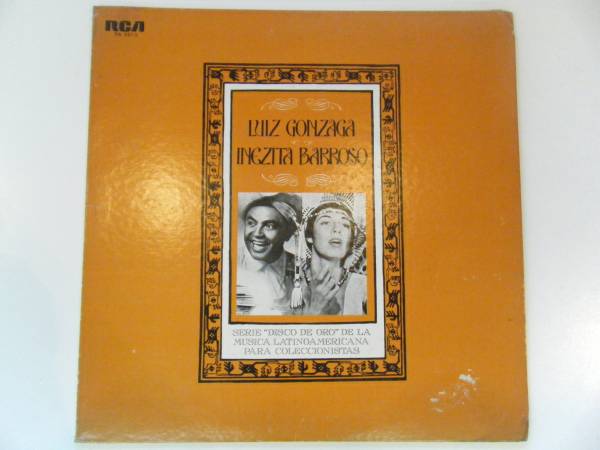 RCA
LUIZ GONZAGA
INEZITA BARROSO
SERIE "DISCO DE ORO" DE LA
MUSICA LATINOAMERICANA
PARA COLECCIONISTAS